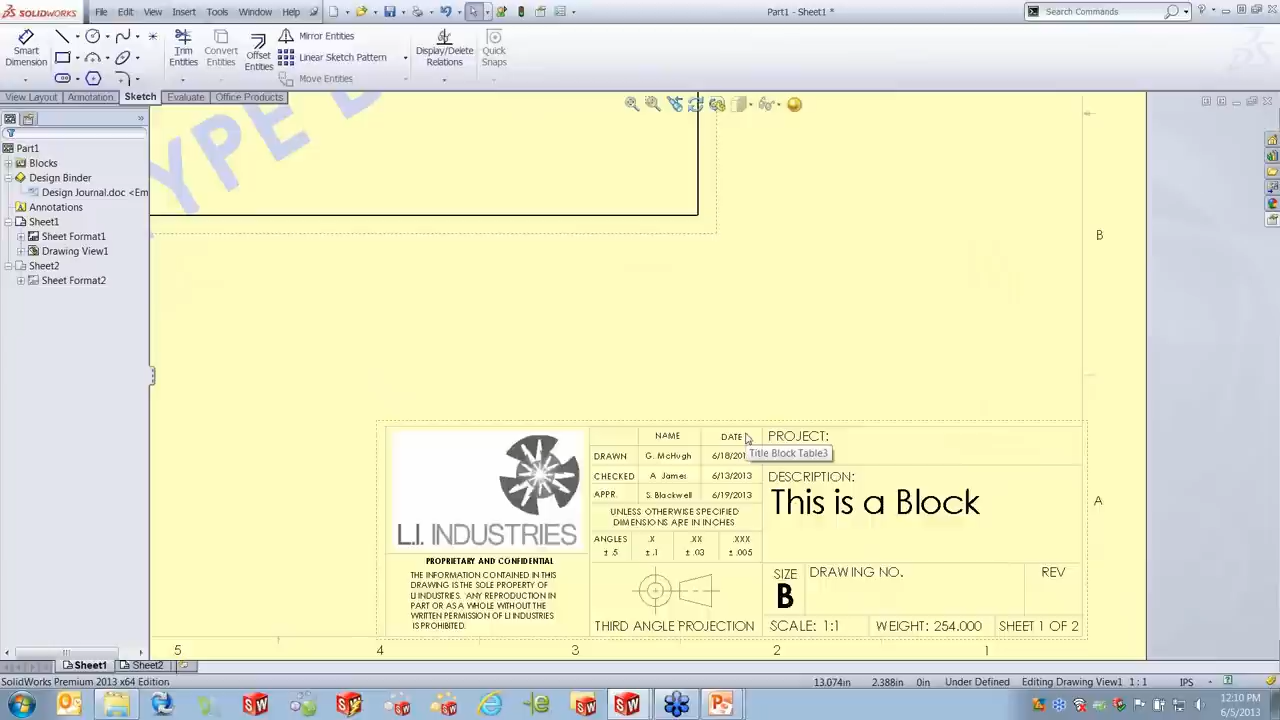 SOLIDWORKS File Edit View Insert Tools Window Help Part1 - Sheet1 * Search Commands
Smart Dimension
Trim Entities
Convert Entities
Offset Entities
Mirror Entities
Linear Sketch Pattern
Move Entities
Display/Delete Relations
Quick Snaps
View Layout Annotation Sketch Evaluate Office Products
Part1
Blocks
Design Binder
Design Journal.doc <Em
Annotations
Sheet1
Sheet Format1
Drawing View1
Sheet2
Sheet Format2
YPE
B
NAME DATE
DRAWN G. McHugh 6/18/201
CHECKED A James 6/13/2013
APPR. S. Blackwell 6/19/2013
UNLESS OTHERWISE SPECIFIED
DIMENSIONS ARE IN INCHES
ANGLES .X .XX .XXX
± .5 ± .1 ± .03 ± .005
THIRD ANGLE PROJECTION
PROJECT:
Title Block Table3
DESCRIPTION:
This is a Block
SIZE
B
DRAWING NO.
REV
SCALE: 1:1 WEIGHT: 254.000 SHEET 1 OF 2
L.I. INDUSTRIES
PROPRIETARY AND CONFIDENTIAL
THE INFORMATION CONTAINED IN THIS
DRAWING IS THE SOLE PROPERTY OF
LI INDUSTRIES. ANY REPRODUCTION IN
PART OR AS A WHOLE WITHOUT THE
WRITTEN PERMISSION OF LI INDUSTRIES
IS PROHIBITED.
A
5 4 3 2 1
Sheet1 Sheet2
SolidWorks Premium 2013 x64 Edition 13.074in 2.388in 0in Under Defined Editing Drawing View1 1 : 1 IPS
12:10 PM
6/5/2013